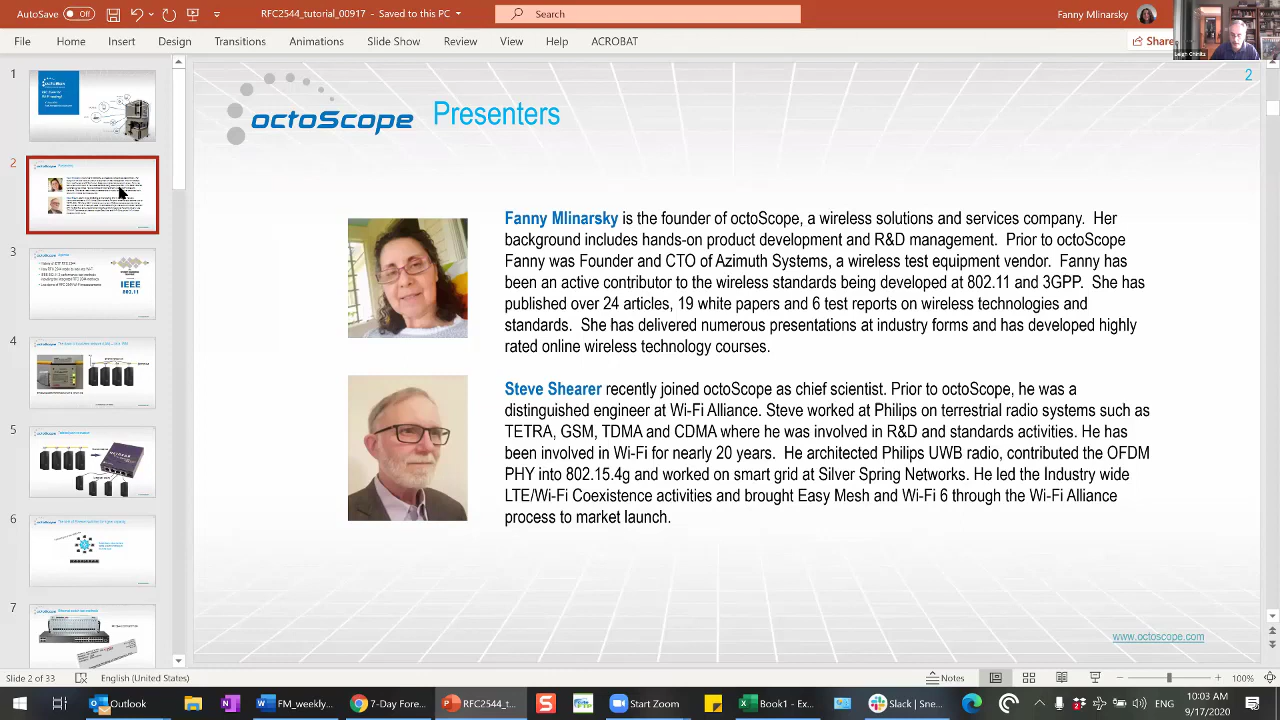 AutoSave Off RFC2544_tutorial_00917 • Saved to this PC Search Fanny Mlinarsky
File Home Insert Design Transitions Animations Slide Show Review View Help ACROBAT Share
Leigh Chinitz
1
2
6
7
2
octoScope Presenters
Fanny Mlinarsky is the founder of octoScope, a wireless solutions and services company. Her
background includes hands-on product development and R&D management. Prior to octoScope
Fanny was Founder and CTO of Azimuth Systems, a wireless test equipment vendor. Fanny has
been an active contributor to the wireless standards being developed at 802.11 and 3GPP. She has
published over 24 articles, 19 white papers and 6 test reports on wireless technologies and
standards. She has delivered numerous presentations at industry forms and has developed highly
rated online wireless technology courses.
Steve Shearer recently joined octoScope as chief scientist. Prior to octoScope, he was a
distinguished engineer at Wi-Fi Alliance. Steve worked at Philips on terrestrial radio systems such as
TETRA, GSM, TDMA and CDMA where he was involved in R&D and standards activities. He has
been involved in Wi-Fi for nearly 20 years. He architected Philips UWB radio, contributed the OFDM
PHY into 802.15.4g and worked on smart grid at Silver Spring Networks. He led the Industry wide
LTE/Wi-Fi Coexistence activities and brought Easy Mesh and Wi-Fi 6 through the Wi-Fi Alliance
process to market launch.
www.octoscope.com
Slide 2 of 33 English (United States) Notes 100%
Outlook FM_weekly... 7-Day Fore... RFC2544_t... Start Zoom Book1 - Ex... Slack | Sne... 10:03 AM
9/17/2020